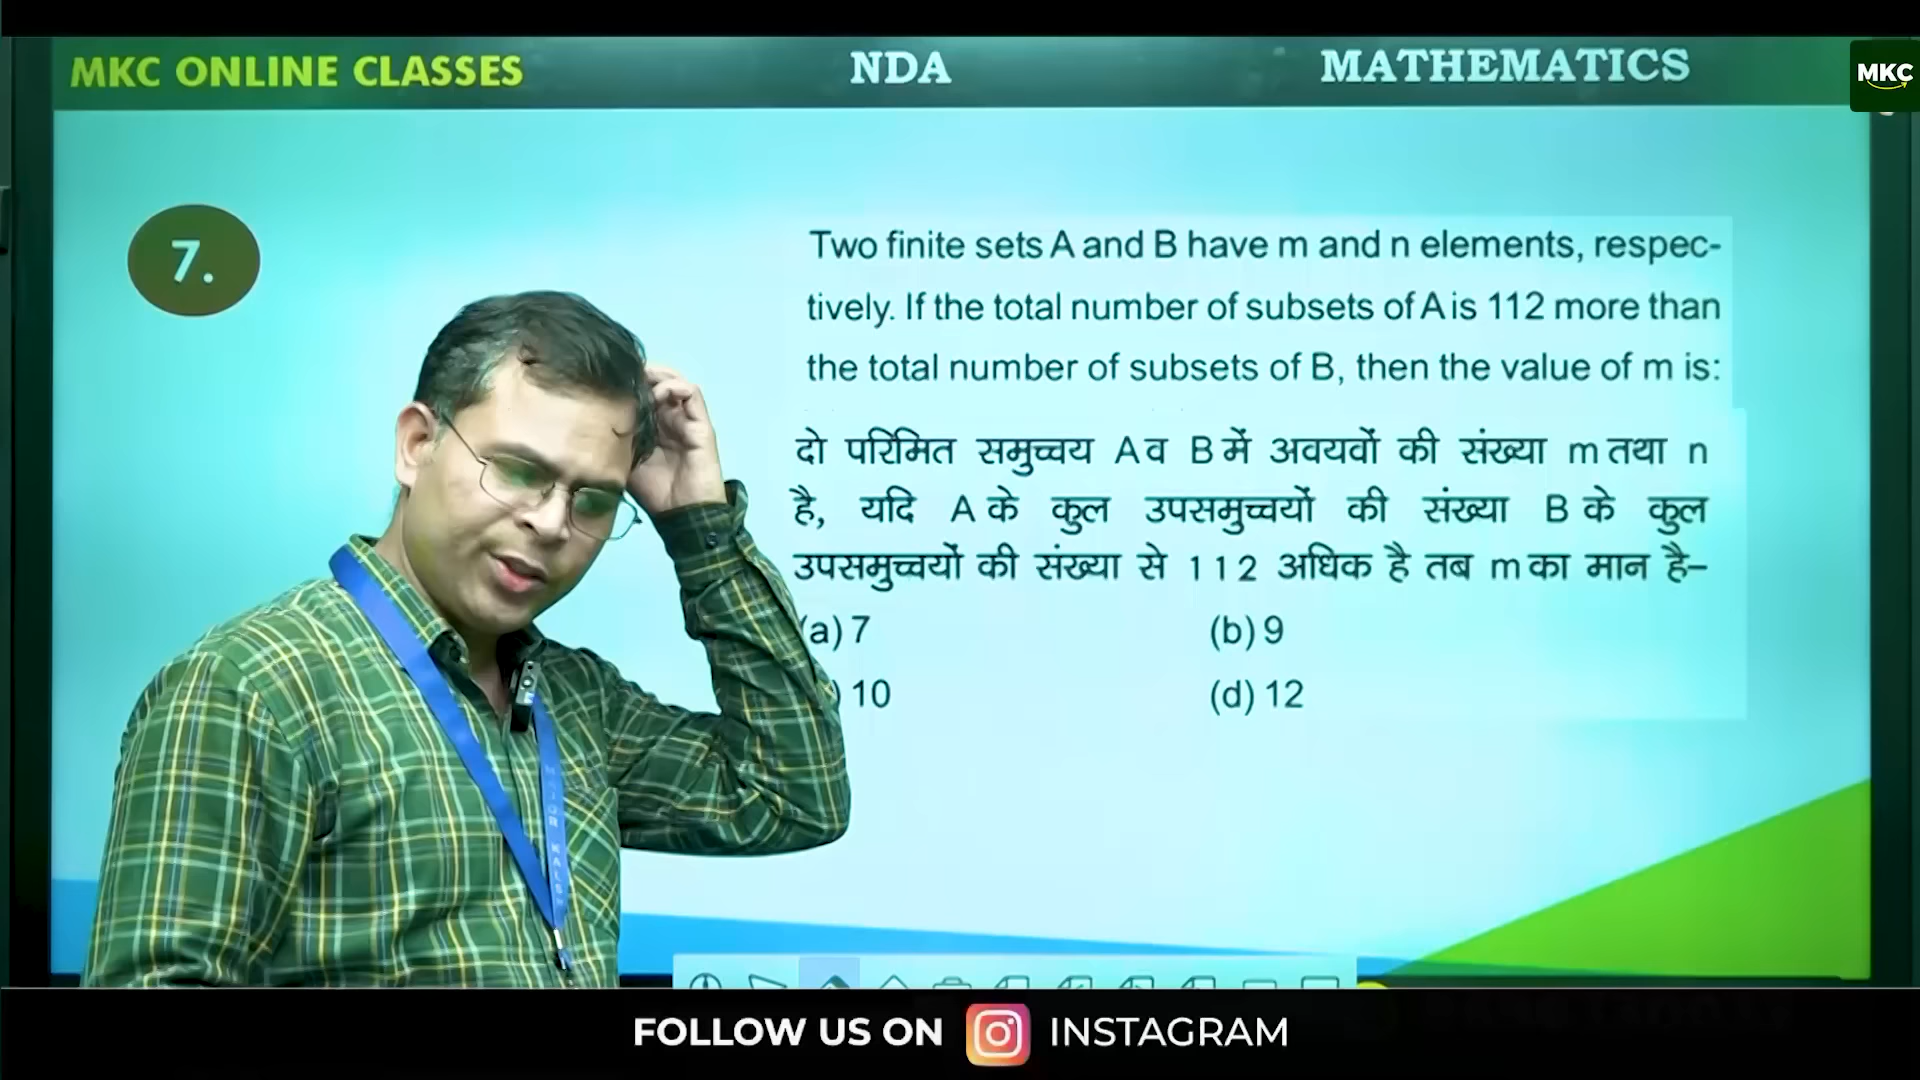 MKC ONLINE CLASSES
NDA
MATHEMATICS
MKC
7.
Two finite sets A and B have m and n elements, respec-
tively. If the total number of subsets of A is 112 more than
the total number of subsets of B, then the value of m is:
दो परिमित समुच्चय A व B में अवयवों की संख्या m तथा n
है, यदि A के कुल उपसमुच्चयों की संख्या B के कुल
उपसमुच्चयों की संख्या से 112 अधिक है तब m का मान है–
(a) 7
(b) 9
) 10
(d) 12
FOLLOW US ON INSTAGRAM